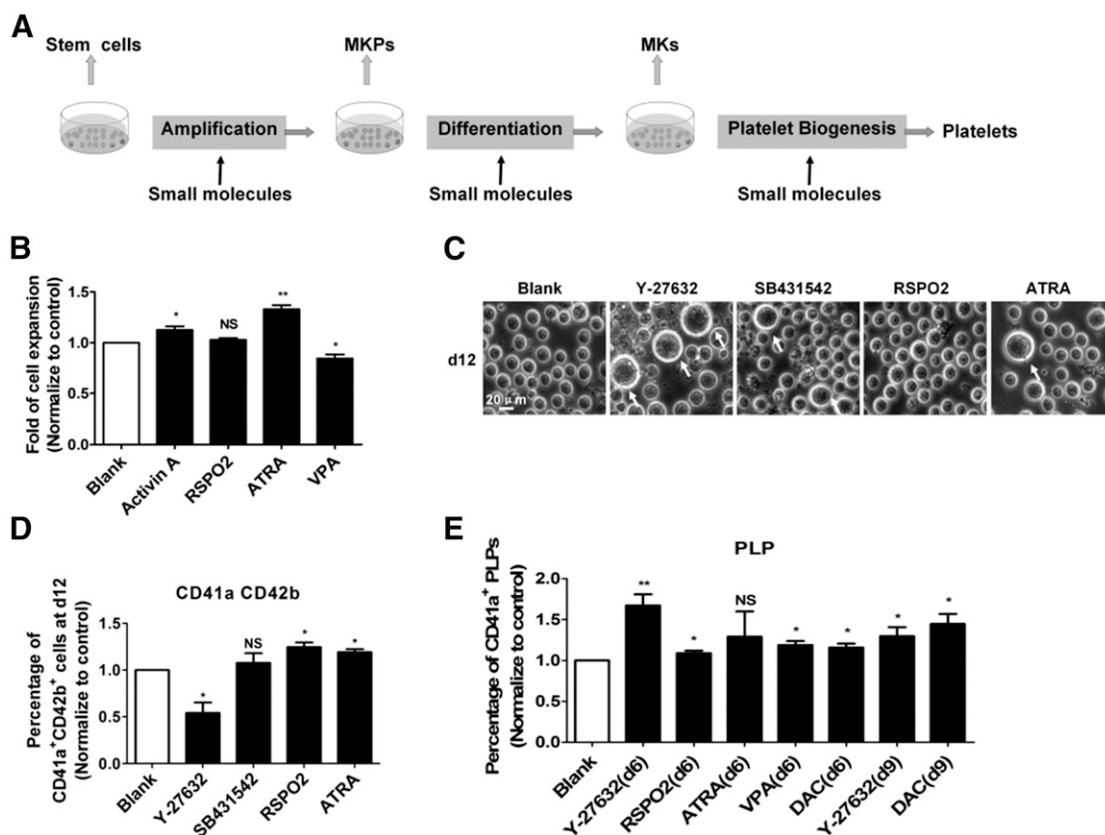 A
Stem cells
MKPs
MKs
Amplification
Differentiation
Platelet Biogenesis
Platelets
Small molecules
Small molecules
Small molecules
B
Fold of cell expansion
(Normalize to control)
1.5
1.0
0.5
0.0
*
NS
**
*
Blank
Activin A
RSPO2
ATRA
VPA
C
Blank
Y-27632
SB431542
RSPO2
ATRA
d12
20 μm
D
CD41a CD42b
Percentage of
CD41a+CD42b+ cells at d12
(Normalize to control)
1.5
1.0
0.5
0.0
*
NS
*
*
Blank
Y-27632
SB431542
RSPO2
ATRA
E
PLP
Percentage of CD41a+ PLPs
(Normalize to control)
2.0
1.5
1.0
0.5
0.0
**
*
NS
*
*
*
*
Blank
Y-27632(d6)
RSPO2(d6)
ATRA(d6)
VPA(d6)
DAC(d6)
Y-27632(d9)
DAC(d9)